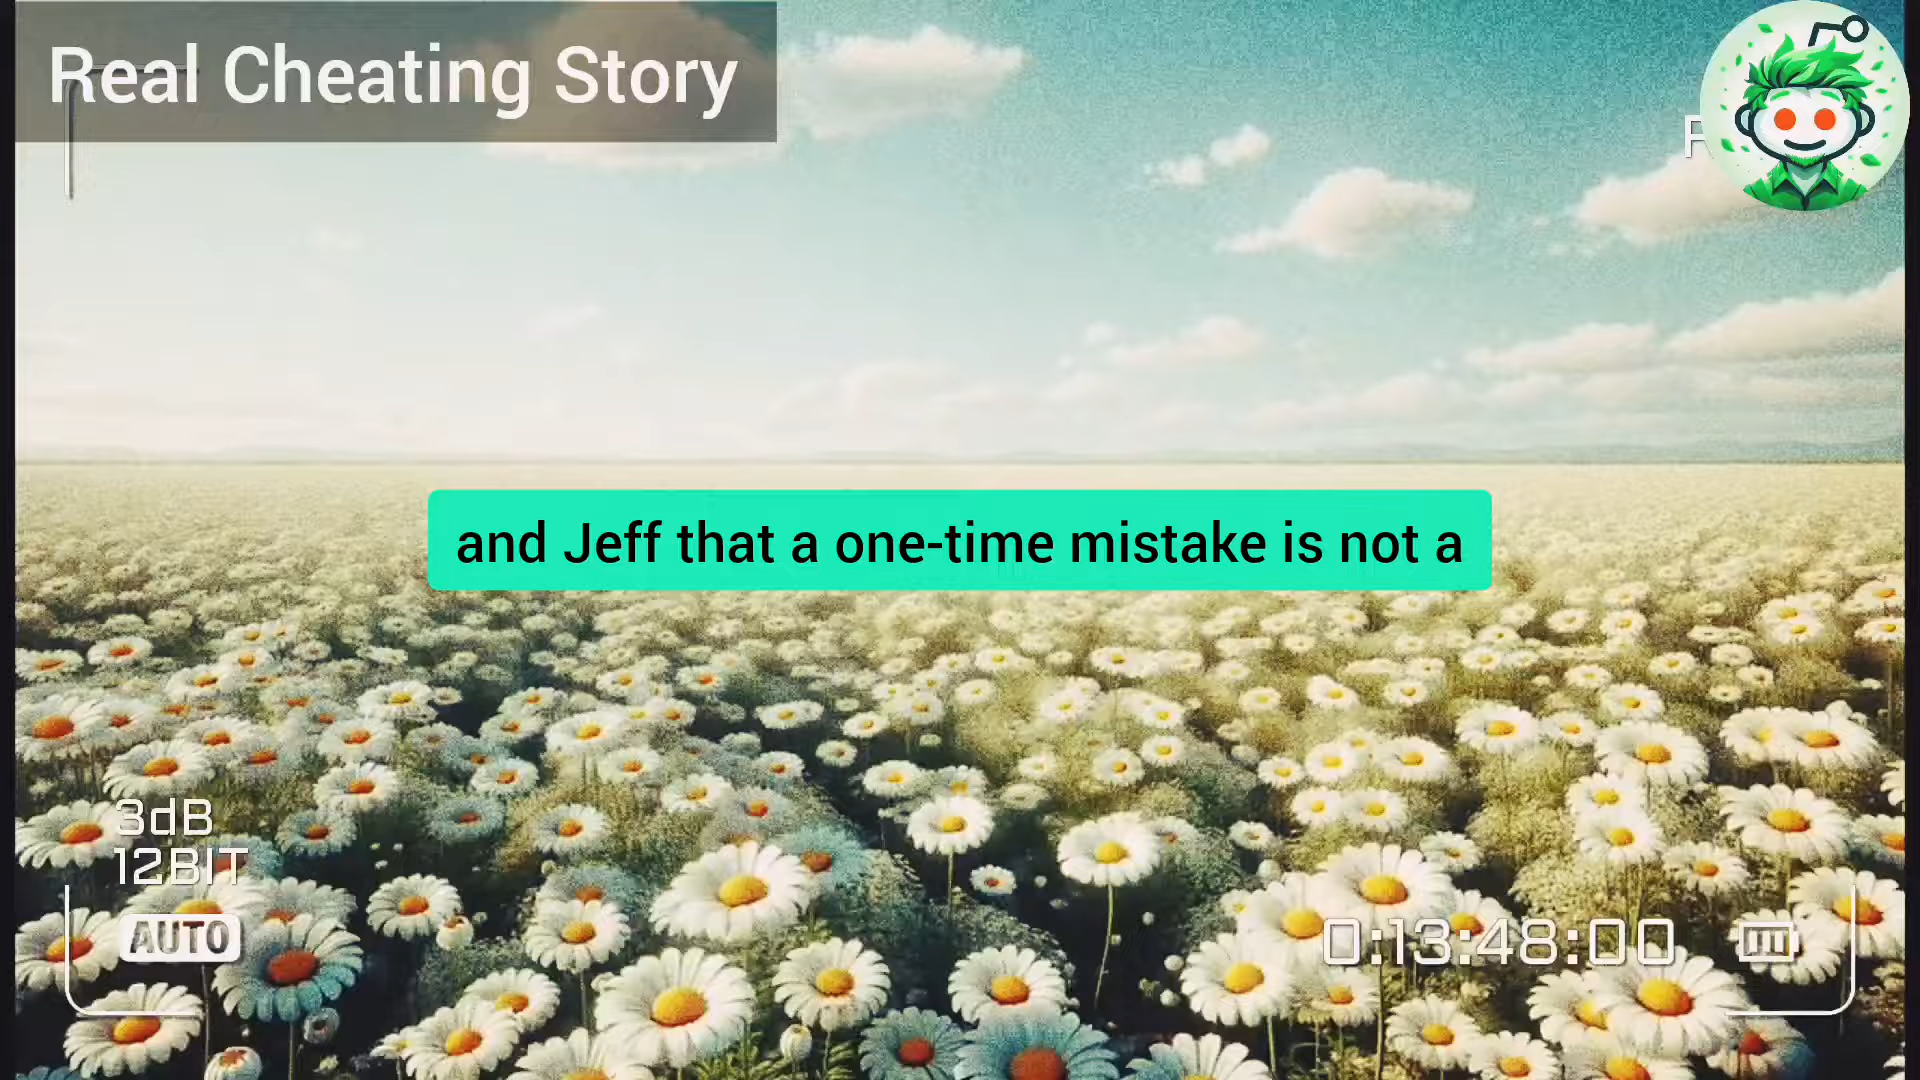 Real Cheating Story
and Jeff that a one-time mistake is not a
3dB
12BIT
AUTO
0:13:48:00